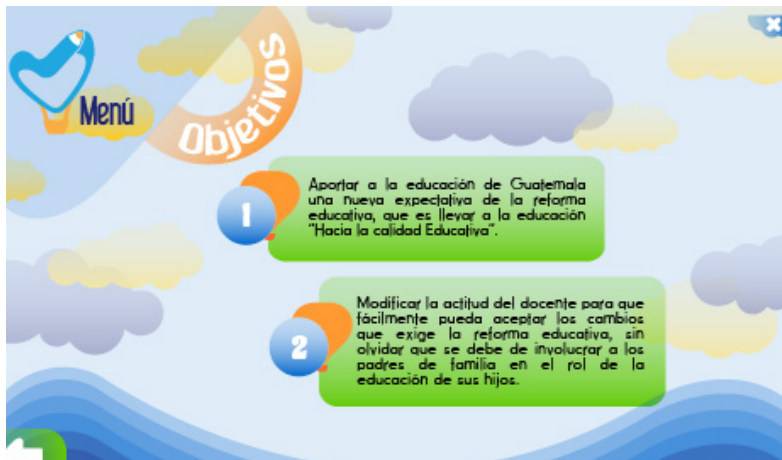 Menú
Objetivos
1
Aportar a la educación de Guatemala
una nueva expectativa de la reforma
educativa, que es llevar a la educación
"Hacia la calidad Educativa".
2
Modificar la actitud del docente para que
fácilmente pueda aceptar los cambios
que exige la reforma educativa, sin
olvidar que se debe de involucrar a los
padres de familia en el rol de la
educación de sus hijos.